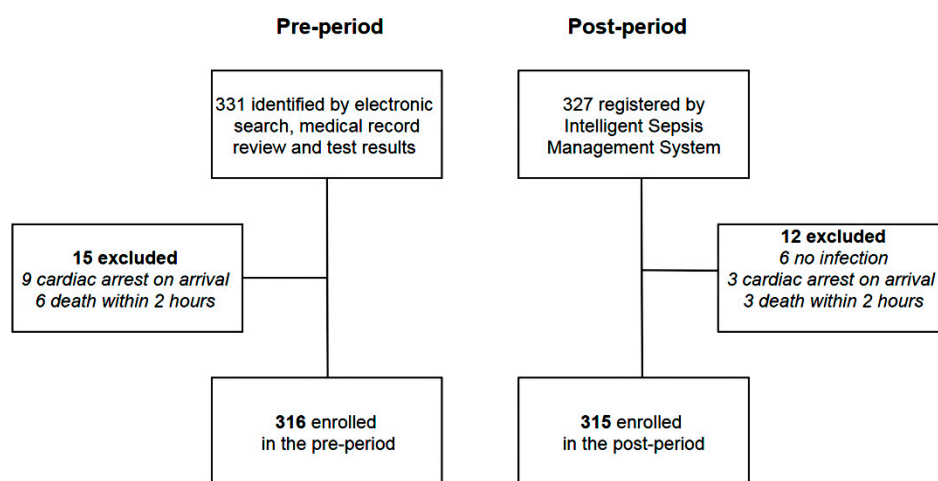 Pre-period
Post-period
331 identified by electronic
search, medical record
review and test results
327 registered by
Intelligent Sepsis
Management System
15 excluded
9 cardiac arrest on arrival
6 death within 2 hours
12 excluded
6 no infection
3 cardiac arrest on arrival
3 death within 2 hours
316 enrolled
in the pre-period
315 enrolled
in the post-period